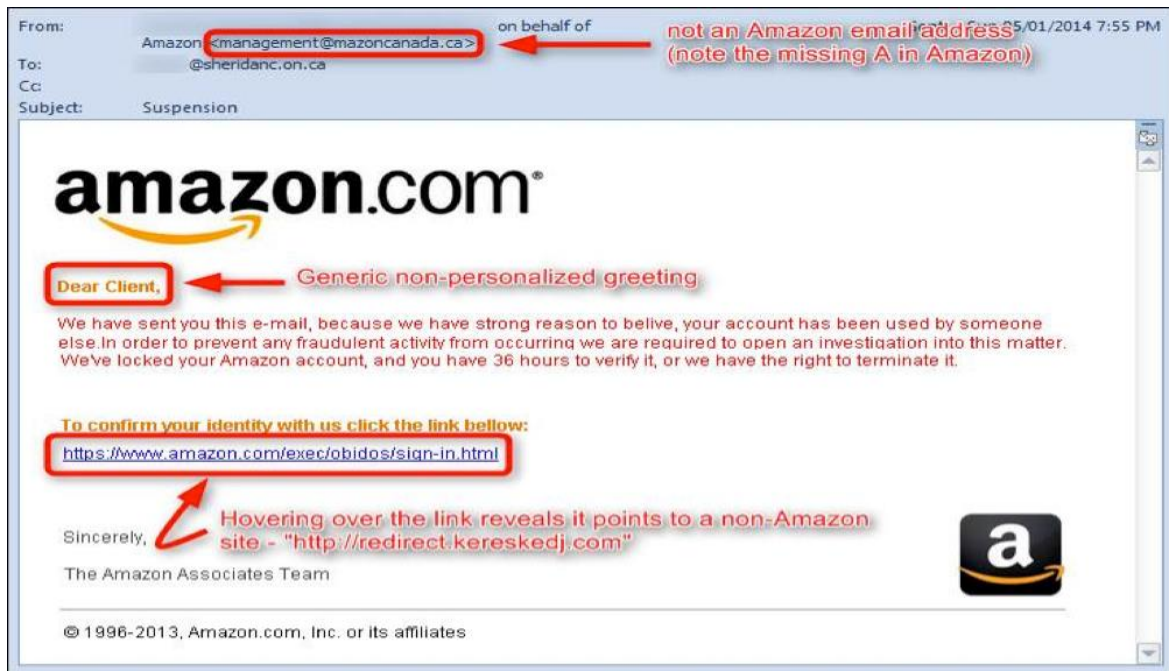 From: on behalf of
Amazon <management@mazoncanada.ca>
Sun 05/01/2014 7:55 PM
not an Amazon email address
(note the missing A in Amazon)
To: @sheridanc.on.ca
Cc:
Subject: Suspension
amazon.com®
Dear Client,
Generic non-personalized greeting
We have sent you this e-mail, because we have strong reason to belive, your account has been used by someone
else.In order to prevent any fraudulent activity from occurring we are required to open an investigation into this matter.
We've locked your Amazon account, and you have 36 hours to verify it, or we have the right to terminate it.
To confirm your identity with us click the link bellow:
https://www.amazon.com/exec/obidos/sign-in.html
Hovering over the link reveals it points to a non-Amazon
site - "http://redirect.kereskedj.com"
Sincerely,
The Amazon Associates Team
a
© 1996-2013, Amazon.com, Inc. or its affiliates